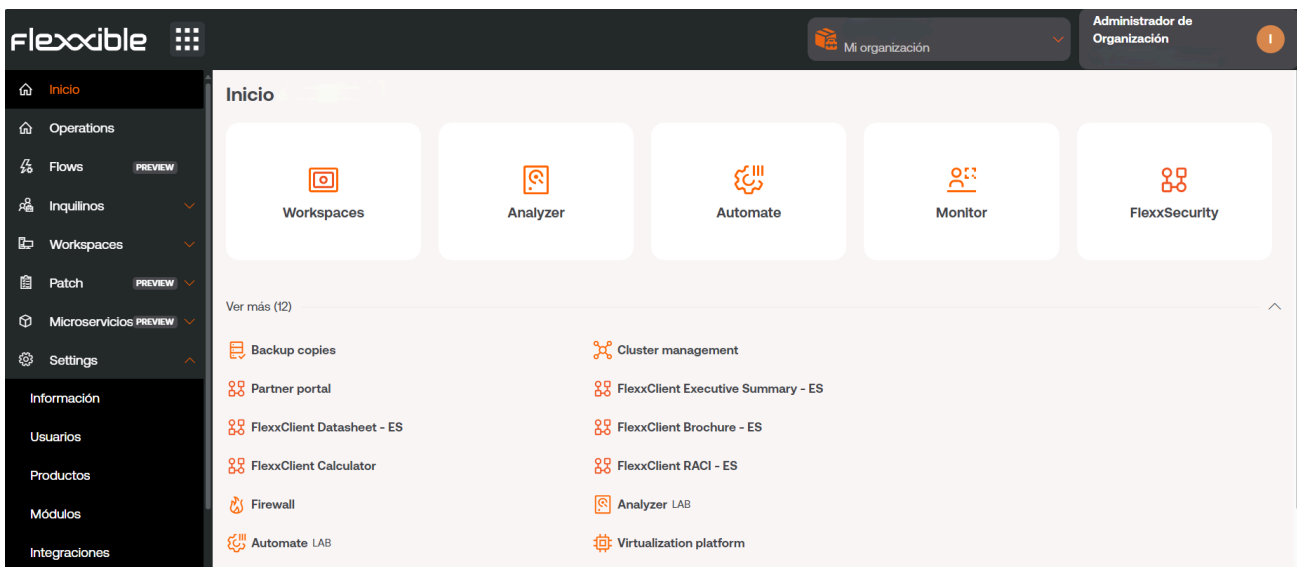 Flexxible
Mi organización
Administrador de
Organización
I
Inicio
Operations
Flows PREVIEW
Inquilinos
Workspaces
Patch PREVIEW
Microservicios PREVIEW
Settings
Información
Usuarios
Productos
Módulos
Integraciones
Inicio
Workspaces
Analyzer
Automate
Monitor
FlexxSecurity
Ver más (12)
Backup copies
Cluster management
Partner portal
FlexxClient Executive Summary - ES
FlexxClient Datasheet - ES
FlexxClient Brochure - ES
FlexxClient Calculator
FlexxClient RACI - ES
Firewall
Analyzer LAB
Automate LAB
Virtualization platform